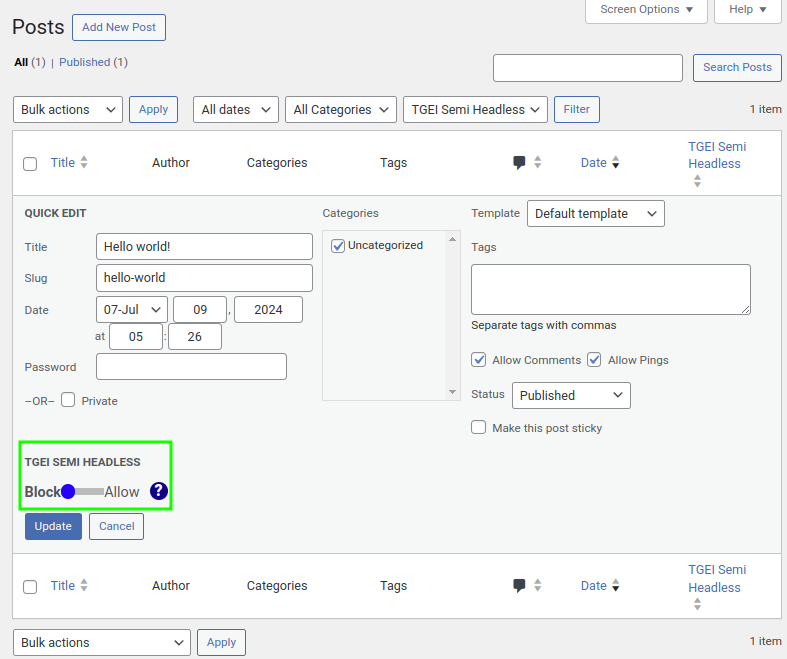 Screen Options Help
Posts Add New Post
All (1) | Published (1)
Search Posts
Bulk actions Apply All dates All Categories TGEI Semi Headless Filter 1 item
Title Author Categories Tags Date TGEI Semi Headless
QUICK EDIT
Title Hello world!
Slug hello-world
Date 07-Jul 09 , 2024
at 05 : 26
Password
–OR– Private
Categories
Uncategorized
Template Default template
Tags
Separate tags with commas
Allow Comments Allow Pings
Status Published
Make this post sticky
TGEI SEMI HEADLESS
Block Allow ?
Update Cancel
Title Author Categories Tags Date TGEI Semi Headless
Bulk actions Apply 1 item